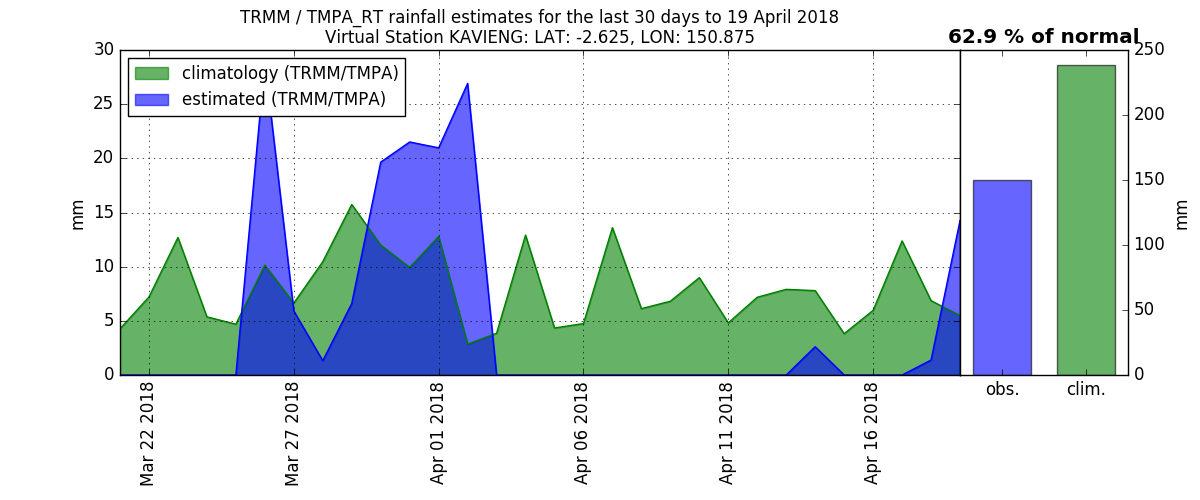 TRMM / TMPA_RT rainfall estimates for the last 30 days to 19 April 2018
Virtual Station KAVIENG: LAT: -2.625, LON: 150.875
62.9 % of normal
climatology (TRMM/TMPA)
estimated (TRMM/TMPA)
30
25
20
15
10
5
0
mm
Mar 22 2018
Mar 27 2018
Apr 01 2018
Apr 06 2018
Apr 11 2018
Apr 16 2018
250
200
150
100
50
0
mm
obs.
clim.